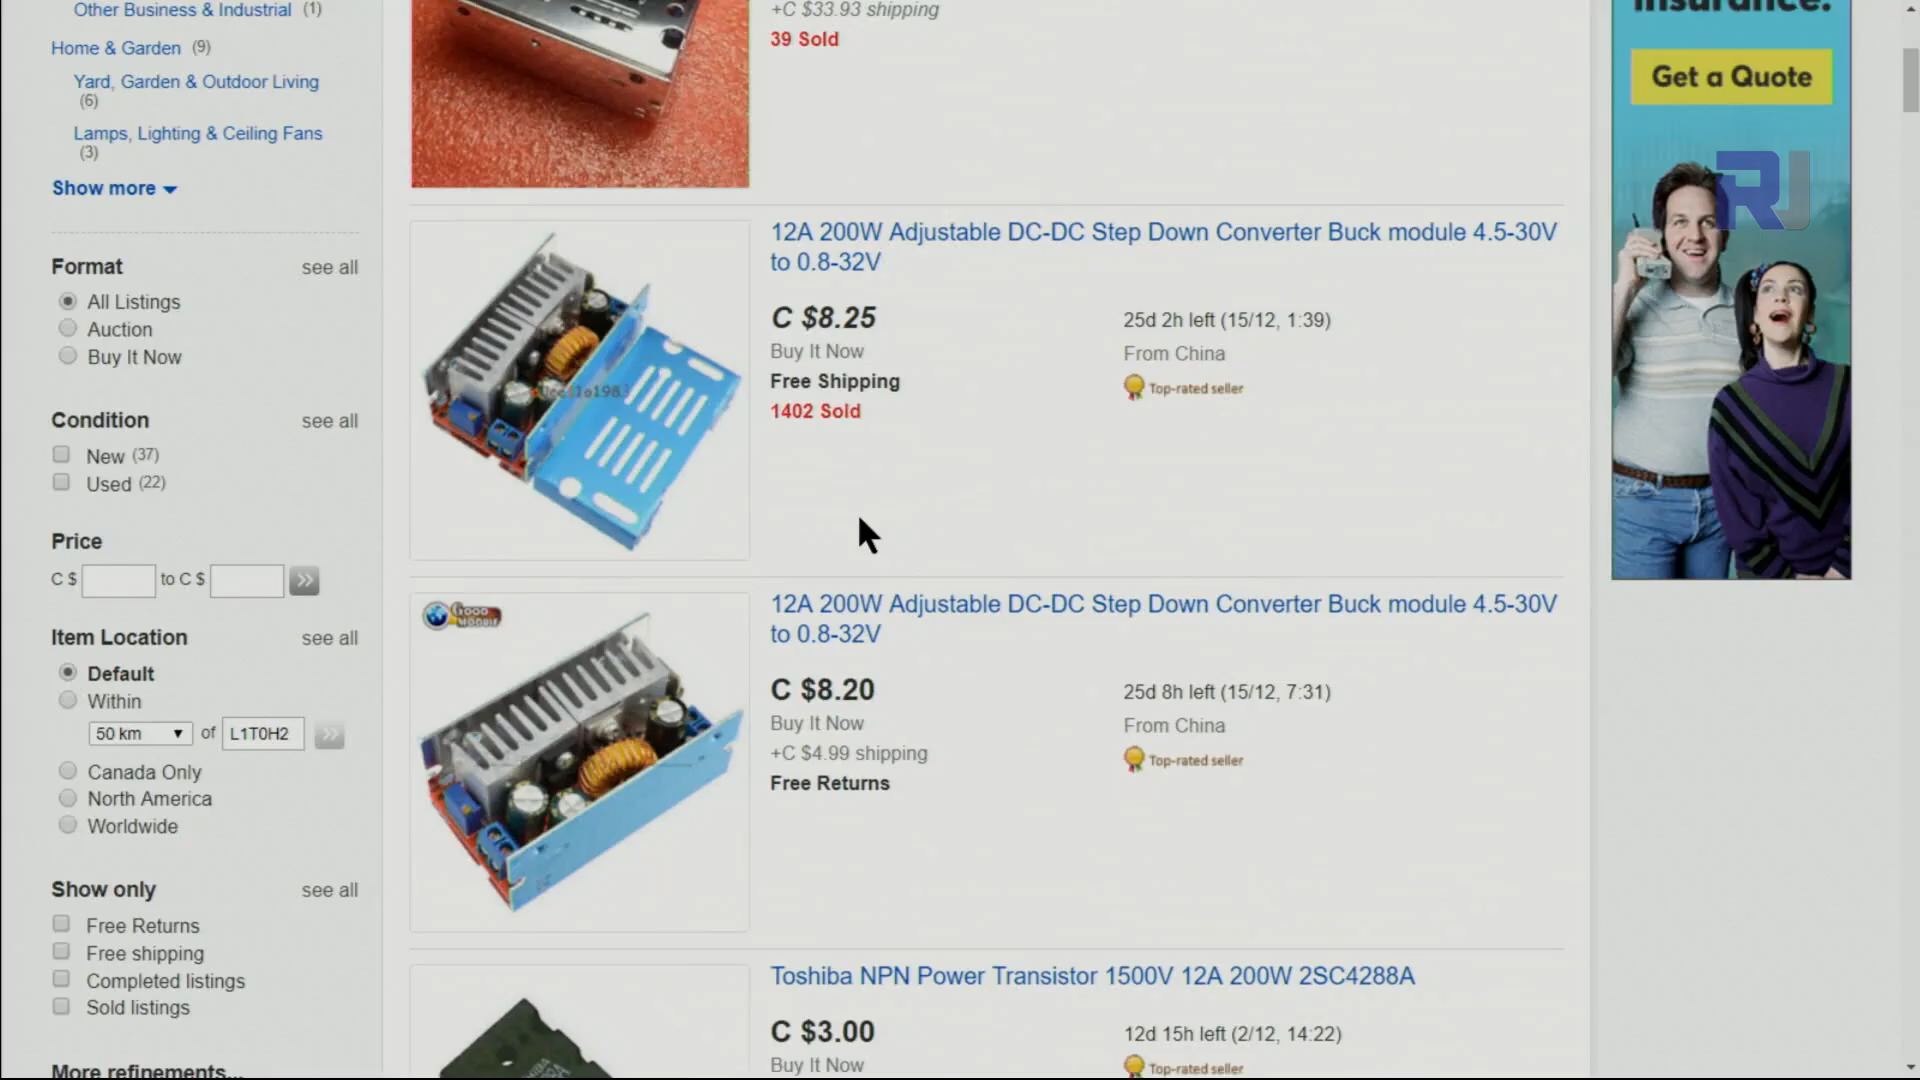 Other Business & Industrial (1)
Home & Garden (9)
Yard, Garden & Outdoor Living
(6)
Lamps, Lighting & Ceiling Fans
(3)
Show more
Format see all
All Listings
Auction
Buy It Now
Condition see all
New (37)
Used (22)
Price
C $ to C $
Item Location see all
Default
Within
50 km of L1T0H2
Canada Only
North America
Worldwide
Show only see all
Free Returns
Free shipping
Completed listings
Sold listings
More refinements...
+C $33.93 shipping
39 Sold
12A 200W Adjustable DC-DC Step Down Converter Buck module 4.5-30V
to 0.8-32V
C $8.25
Buy It Now
Free Shipping
1402 Sold
25d 2h left (15/12, 1:39)
From China
Top-rated seller
GOOD
MODULE
12A 200W Adjustable DC-DC Step Down Converter Buck module 4.5-30V
to 0.8-32V
C $8.20
Buy It Now
+C $4.99 shipping
Free Returns
25d 8h left (15/12, 7:31)
From China
Top-rated seller
Toshiba NPN Power Transistor 1500V 12A 200W 2SC4288A
C $3.00
Buy It Now
12d 15h left (2/12, 14:22)
Top-rated seller
insurance.
Get a Quote
RJ